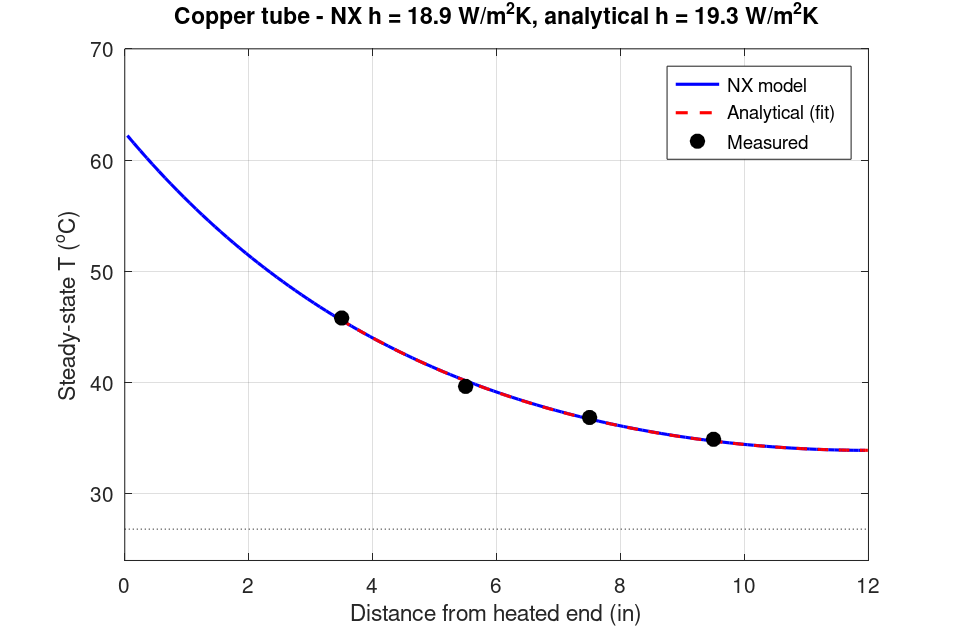 Copper tube - NX h = 18.9 W/m²K, analytical h = 19.3 W/m²K
NX model
Analytical (fit)
Measured
70
60
50
40
30
Steady-state T (°C)
0 2 4 6 8 10 12
Distance from heated end (in)